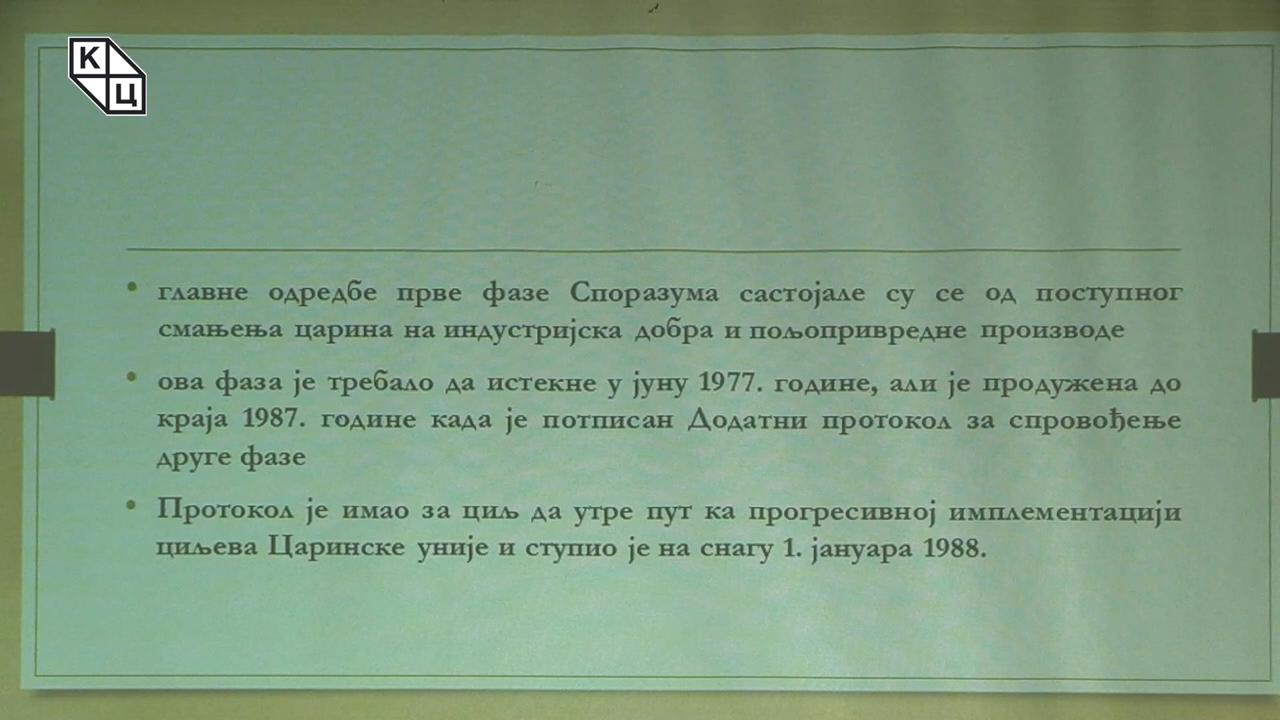 К
Ц
• главне одредбе прве фазе Споразума састојале су се од поступног
смањења царина на индустријска добра и пољопривредне производе
• ова фаза је требало да истекне у јуну 1977. године, али је продужена до
краја 1987. године када је потписан Додатни протокол за спровођење
друге фазе
• Протокол је имао за циљ да утре пут ка прогресивној имплементацији
циљева Царинске уније и ступио је на снагу 1. јануара 1988.